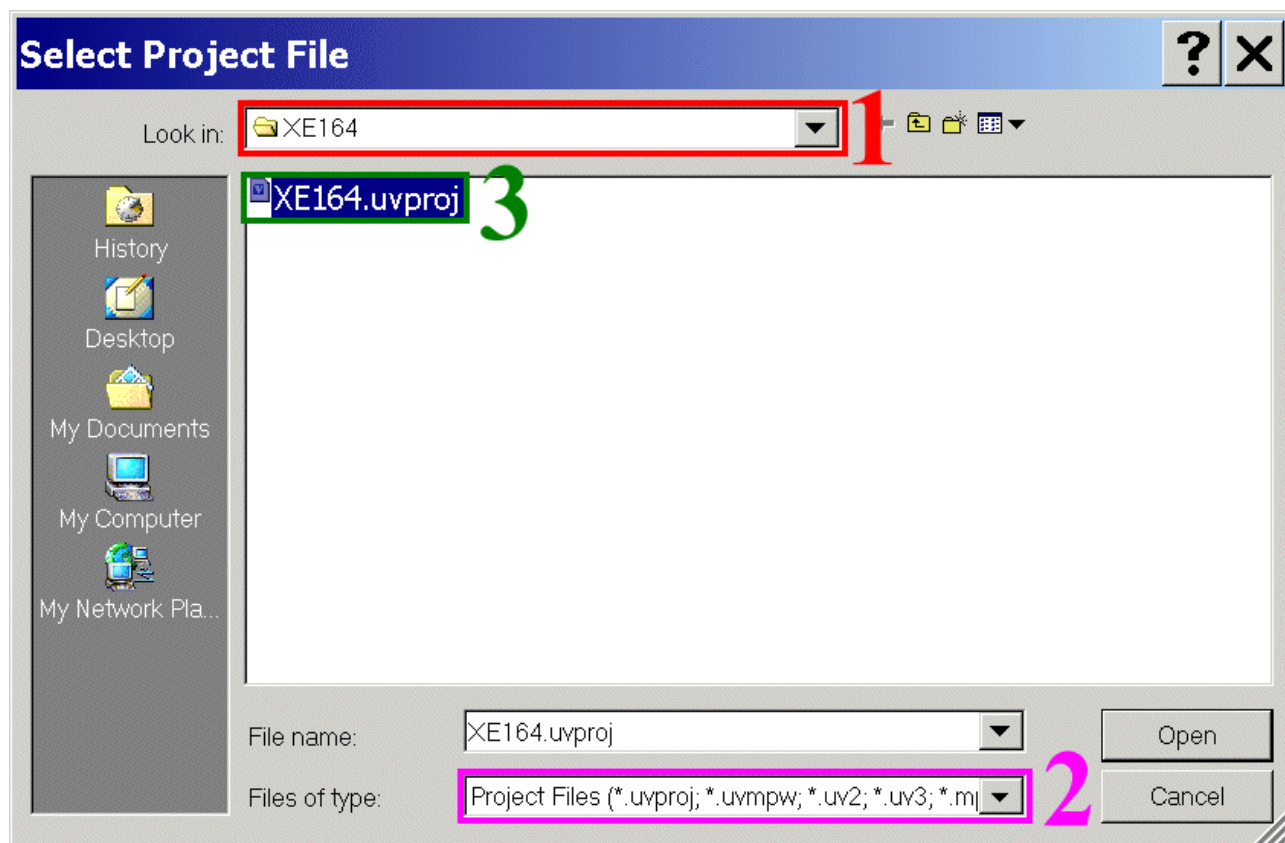 Select Project File
Look in:
XE164
1
XE164.uvproj
3
History
Desktop
My Documents
My Computer
My Network Pla...
File name:
XE164.uvproj
Open
Files of type:
Project Files (*.uvproj; *.uvmpw; *.uv2; *.uv3; *.mp
2
Cancel